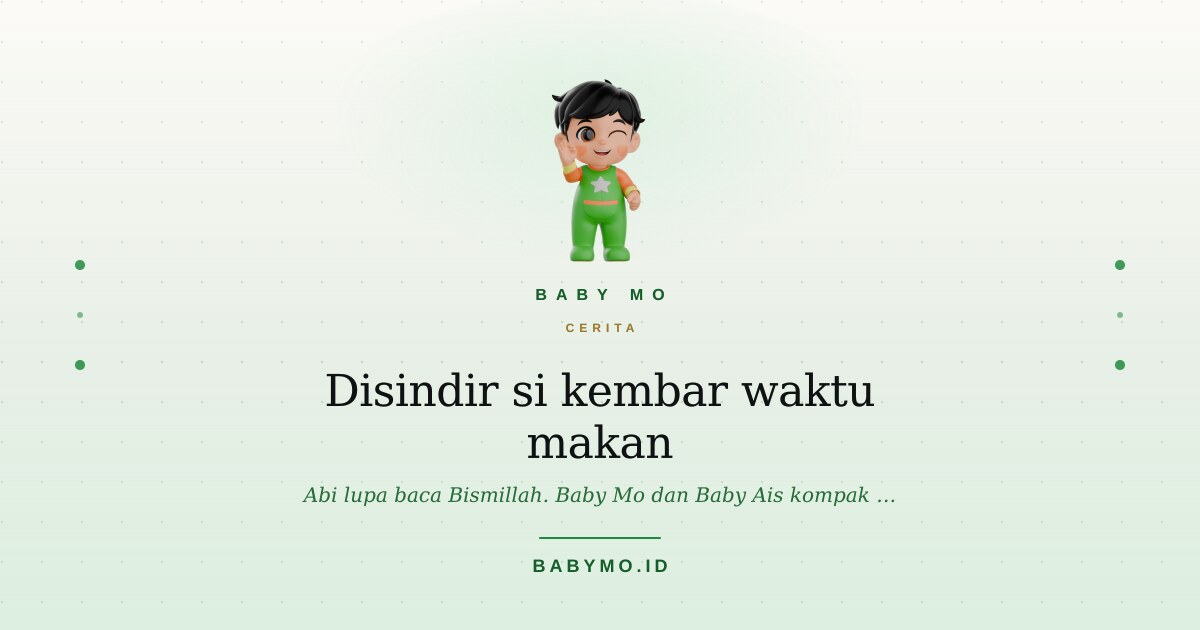 BABY MO
CERITA
Disindir si kembar waktu
makan
Abi lupa baca Bismillah. Baby Mo dan Baby Ais kompak …
BABYMO.ID